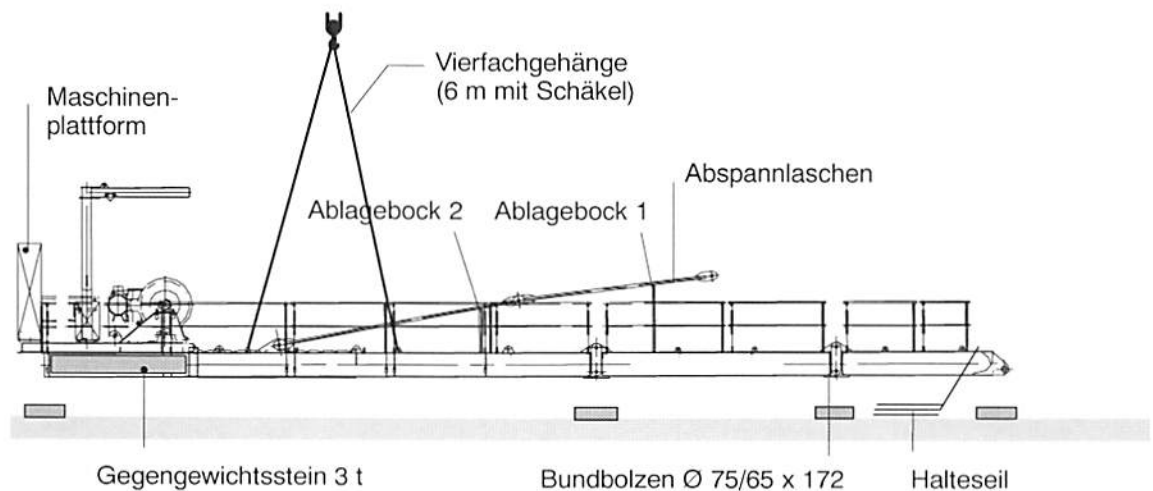 Vierfachgehänge
(6 m mit Schäkel)
Maschinen-
plattform
Abspannlaschen
Ablagebock 2
Ablagebock 1
Gegengewichtsstein 3 t
Bundbolzen Ø 75/65 x 172
Halteseil